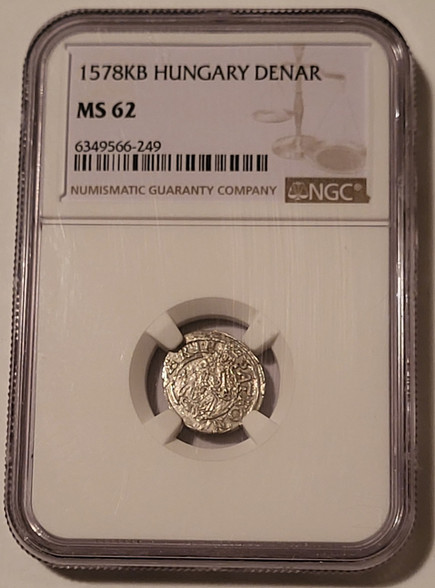 1578KB HUNGARY DENAR
MS 62
6349566-249
NUMISMATIC GUARANTY COMPANY NGC®